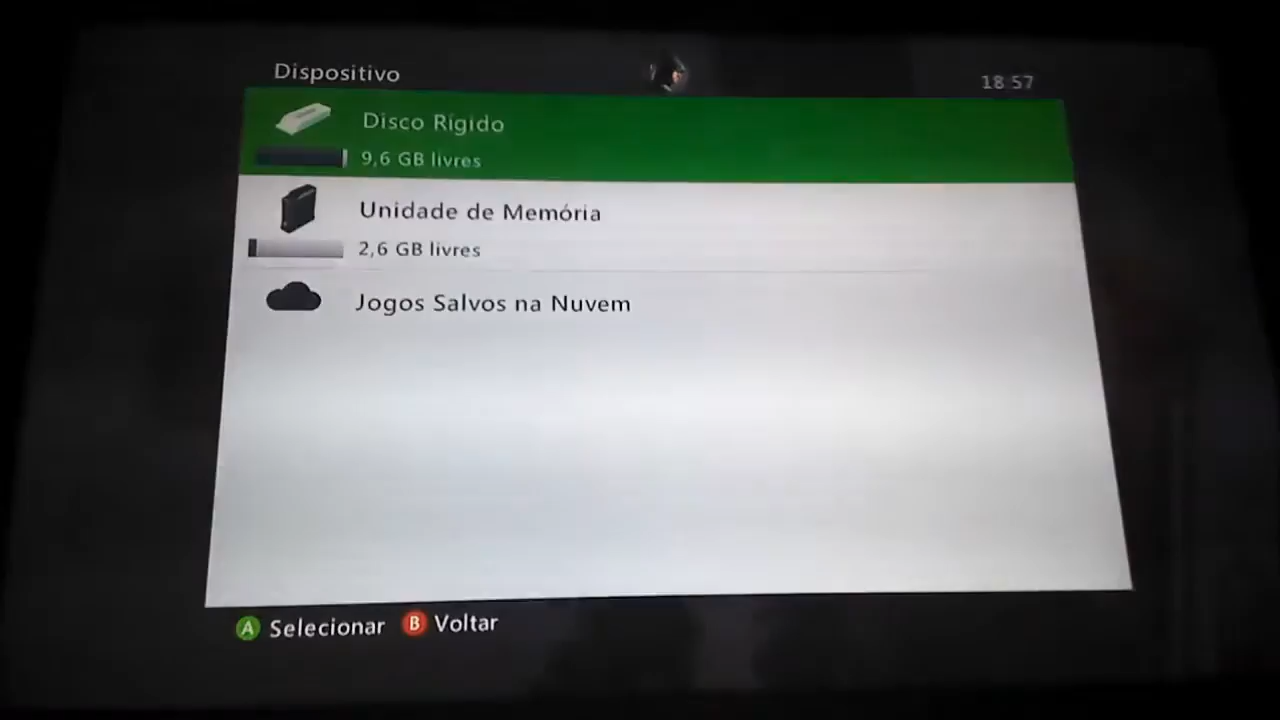 Dispositivo
18:57
Disco Rígido
9,6 GB livres
Unidade de Memória
2,6 GB livres
Jogos Salvos na Nuvem
A Selecionar B Voltar